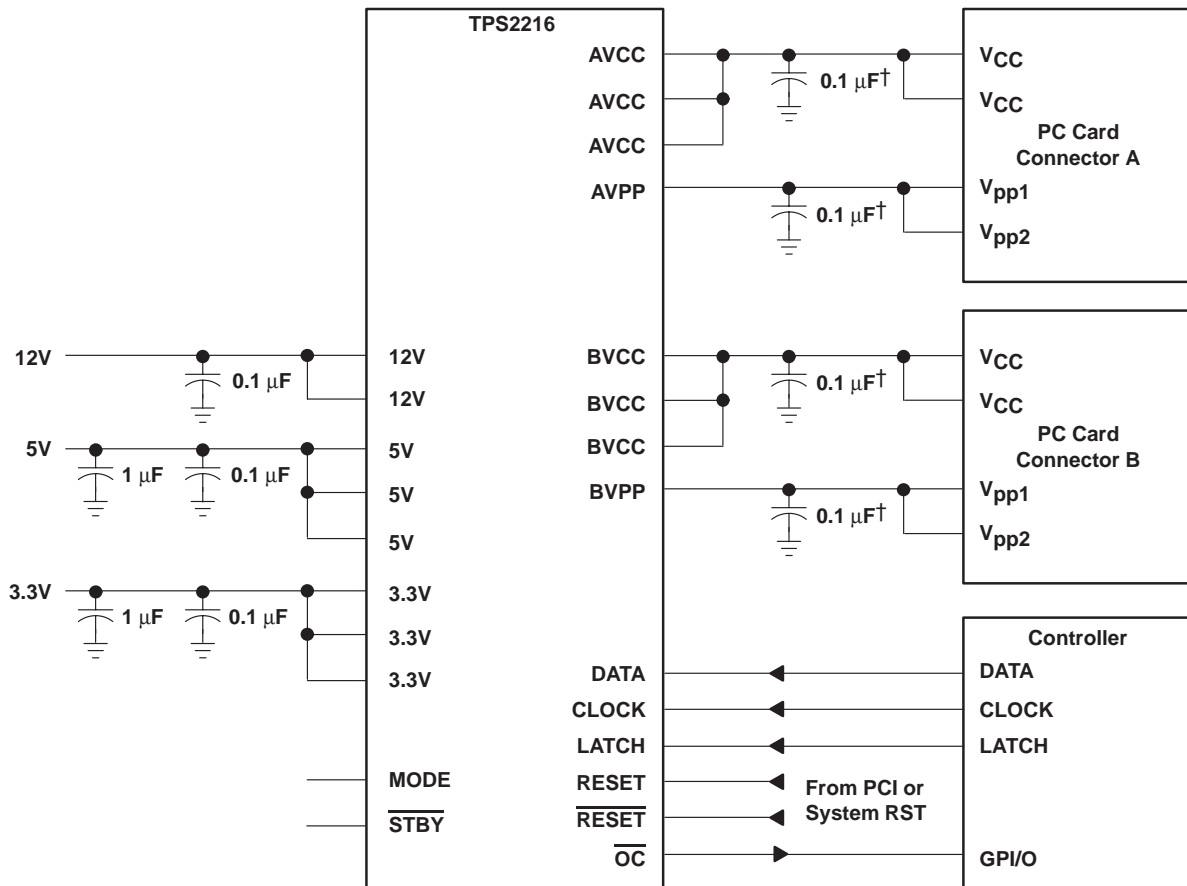 TPS2216
AVCC
AVCC
AVCC
AVPP
0.1 μF†
0.1 μF†
VCC
VCC
PC Card
Connector A
Vpp1
Vpp2
12V
0.1 μF
12V
12V
5V
1 μF
0.1 μF
5V
5V
5V
3.3V
1 μF
0.1 μF
3.3V
3.3V
3.3V
MODE
STBY
BVCC
BVCC
BVCC
BVPP
0.1 μF†
0.1 μF†
VCC
VCC
PC Card
Connector B
Vpp1
Vpp2
DATA
CLOCK
LATCH
RESET
RESET
OC
From PCI or
System RST
Controller
DATA
CLOCK
LATCH
GPI/O